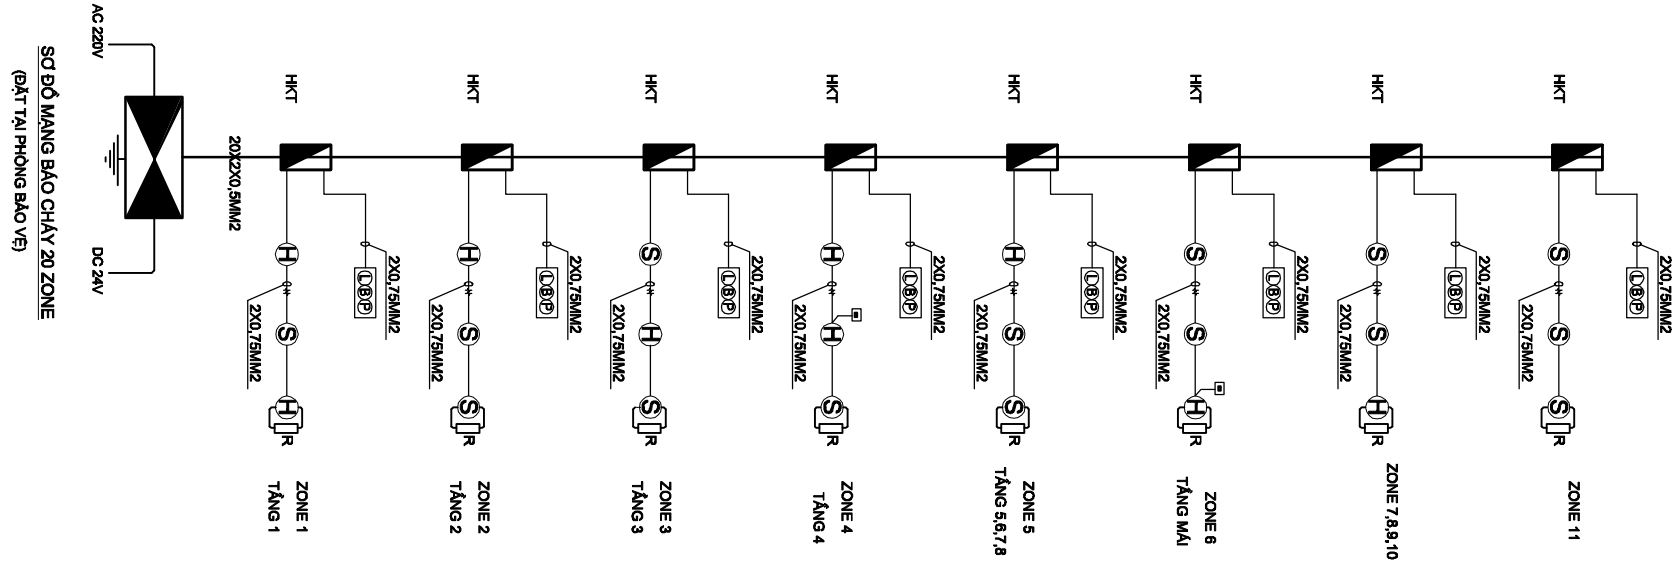 2X0,75MM2
L B P
HKT
ZONE 11
S S S R
2X0,75MM2
2X0,75MM2
L B P
HKT
ZONE 7,8,9,10
S S H R
2X0,75MM2
2X0,75MM2
L B P
HKT
ZONE 6
TẦNG MÁI
S S H R
2X0,75MM2
2X0,75MM2
L B P
HKT
ZONE 5
TẦNG 5,6,7,8
H S S R
2X0,75MM2
2X0,75MM2
L B P
HKT
ZONE 4
TẦNG 4
H H S R
2X0,75MM2
2X0,75MM2
L B P
HKT
ZONE 3
TẦNG 3
S H S R
2X0,75MM2
2X0,75MM2
L B P
HKT
ZONE 2
TẦNG 2
H S S R
2X0,75MM2
2X0,75MM2
L B P
HKT
ZONE 1
TẦNG 1
H S H R
2X0,75MM2
20X2X0,5MM2
AC 220V
DC 24V
SƠ ĐỒ MẠNG BÁO CHÁY 20 ZONE
(ĐẶT TẠI PHÒNG BẢO VỆ)